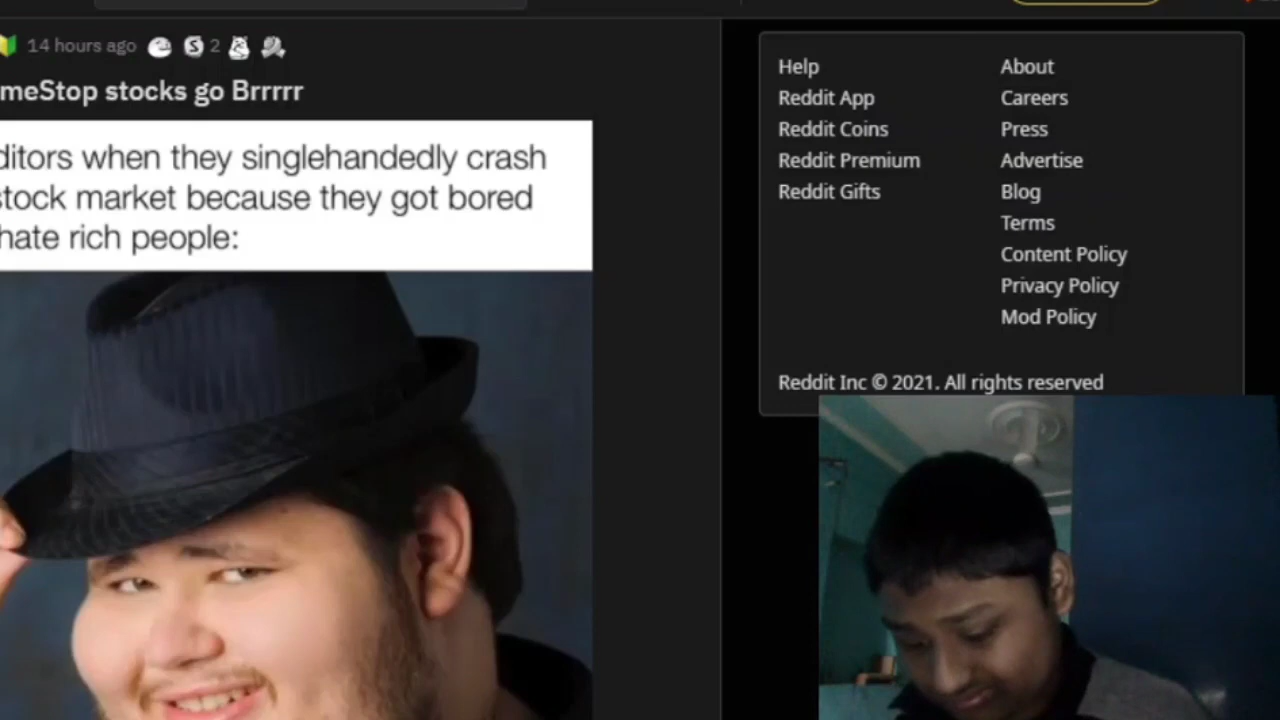 14 hours ago 2
meStop stocks go Brrrrr
ditors when they singlehandedly crash
stock market because they got bored
hate rich people:
Help
Reddit App
Reddit Coins
Reddit Premium
Reddit Gifts
About
Careers
Press
Advertise
Blog
Terms
Content Policy
Privacy Policy
Mod Policy
Reddit Inc © 2021. All rights reserved